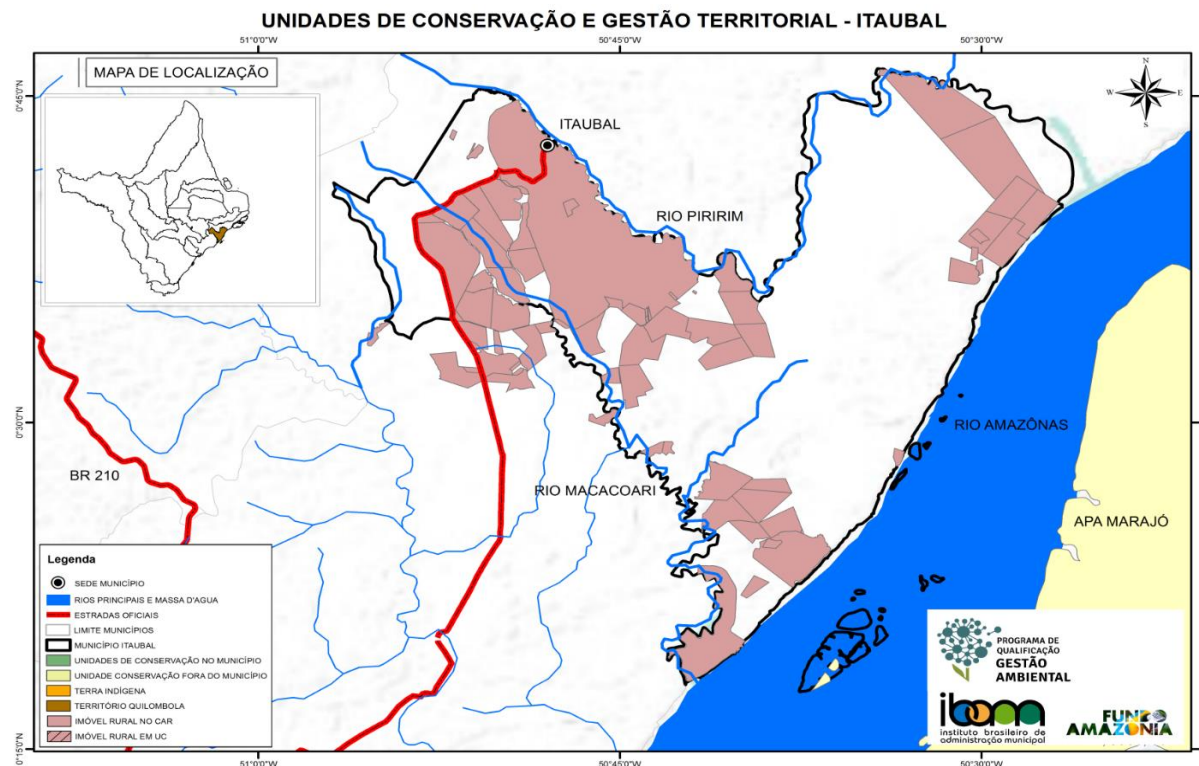 UNIDADES DE CONSERVAÇÃO E GESTÃO TERRITORIAL - ITAUBAL
51°0'0"W
50°45'0"W
50°30'0"W
MAPA DE LOCALIZAÇÃO
N
W
E
S
0°45'0"N
ITAUBAL
RIO PIRIRIM
0°30'0"N
RIO AMAZÔNAS
BR 210
RIO MACACOARI
APA MARAJÓ
Legenda
SEDE MUNICÍPIO
RIOS PRINCIPAIS E MASSA D'AGUA
ESTRADAS OFICIAIS
LIMITE MUNICÍPIOS
MUNICÍPIO ITAUBAL
UNIDADES DE CONSERVAÇÃO NO MUNICÍPIO
UNIDADE CONSERVAÇÃO FORA DO MUNICÍPIO
TERRA INDÍGENA
TERRITÓRIO QUILOMBOLA
IMÓVEL RURAL NO CAR
IMÓVEL RURAL EM UC
PROGRAMA DE
QUALIFICAÇÃO
GESTÃO
AMBIENTAL
ibam
instituto brasileiro de
administração municipal
FUNDO
AMAZÔNIA
0°15'0"N
51°0'0"W
50°45'0"W
50°30'0"W